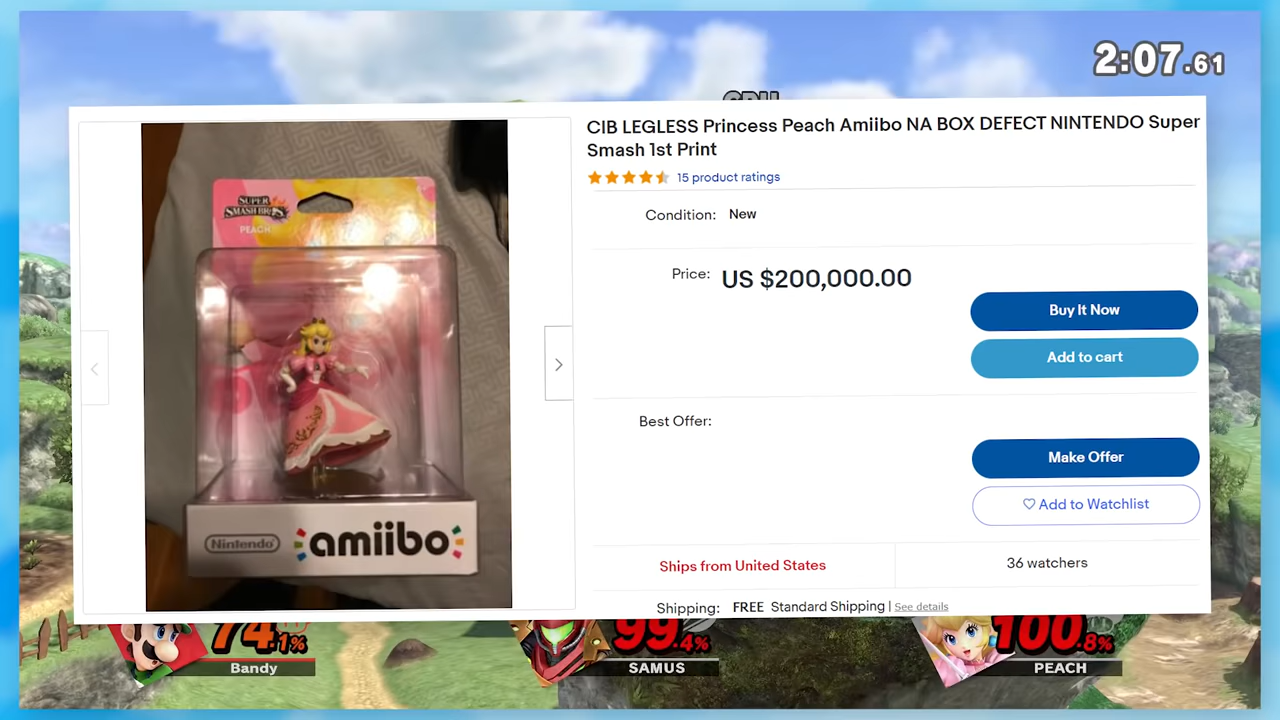 2:07.61
CPU
CIB LEGLESS Princess Peach Amiibo NA BOX DEFECT NINTENDO Super
Smash 1st Print
15 product ratings
Condition: New
Price: US $200,000.00
Buy It Now
Add to cart
Best Offer:
Make Offer
Add to Watchlist
Ships from United States
36 watchers
Shipping: FREE Standard Shipping | See details
SUPER
SMASH BROS
PEACH
Nintendo
amiibo
74.1%
Bandy
99.4%
SAMUS
100.8%
PEACH